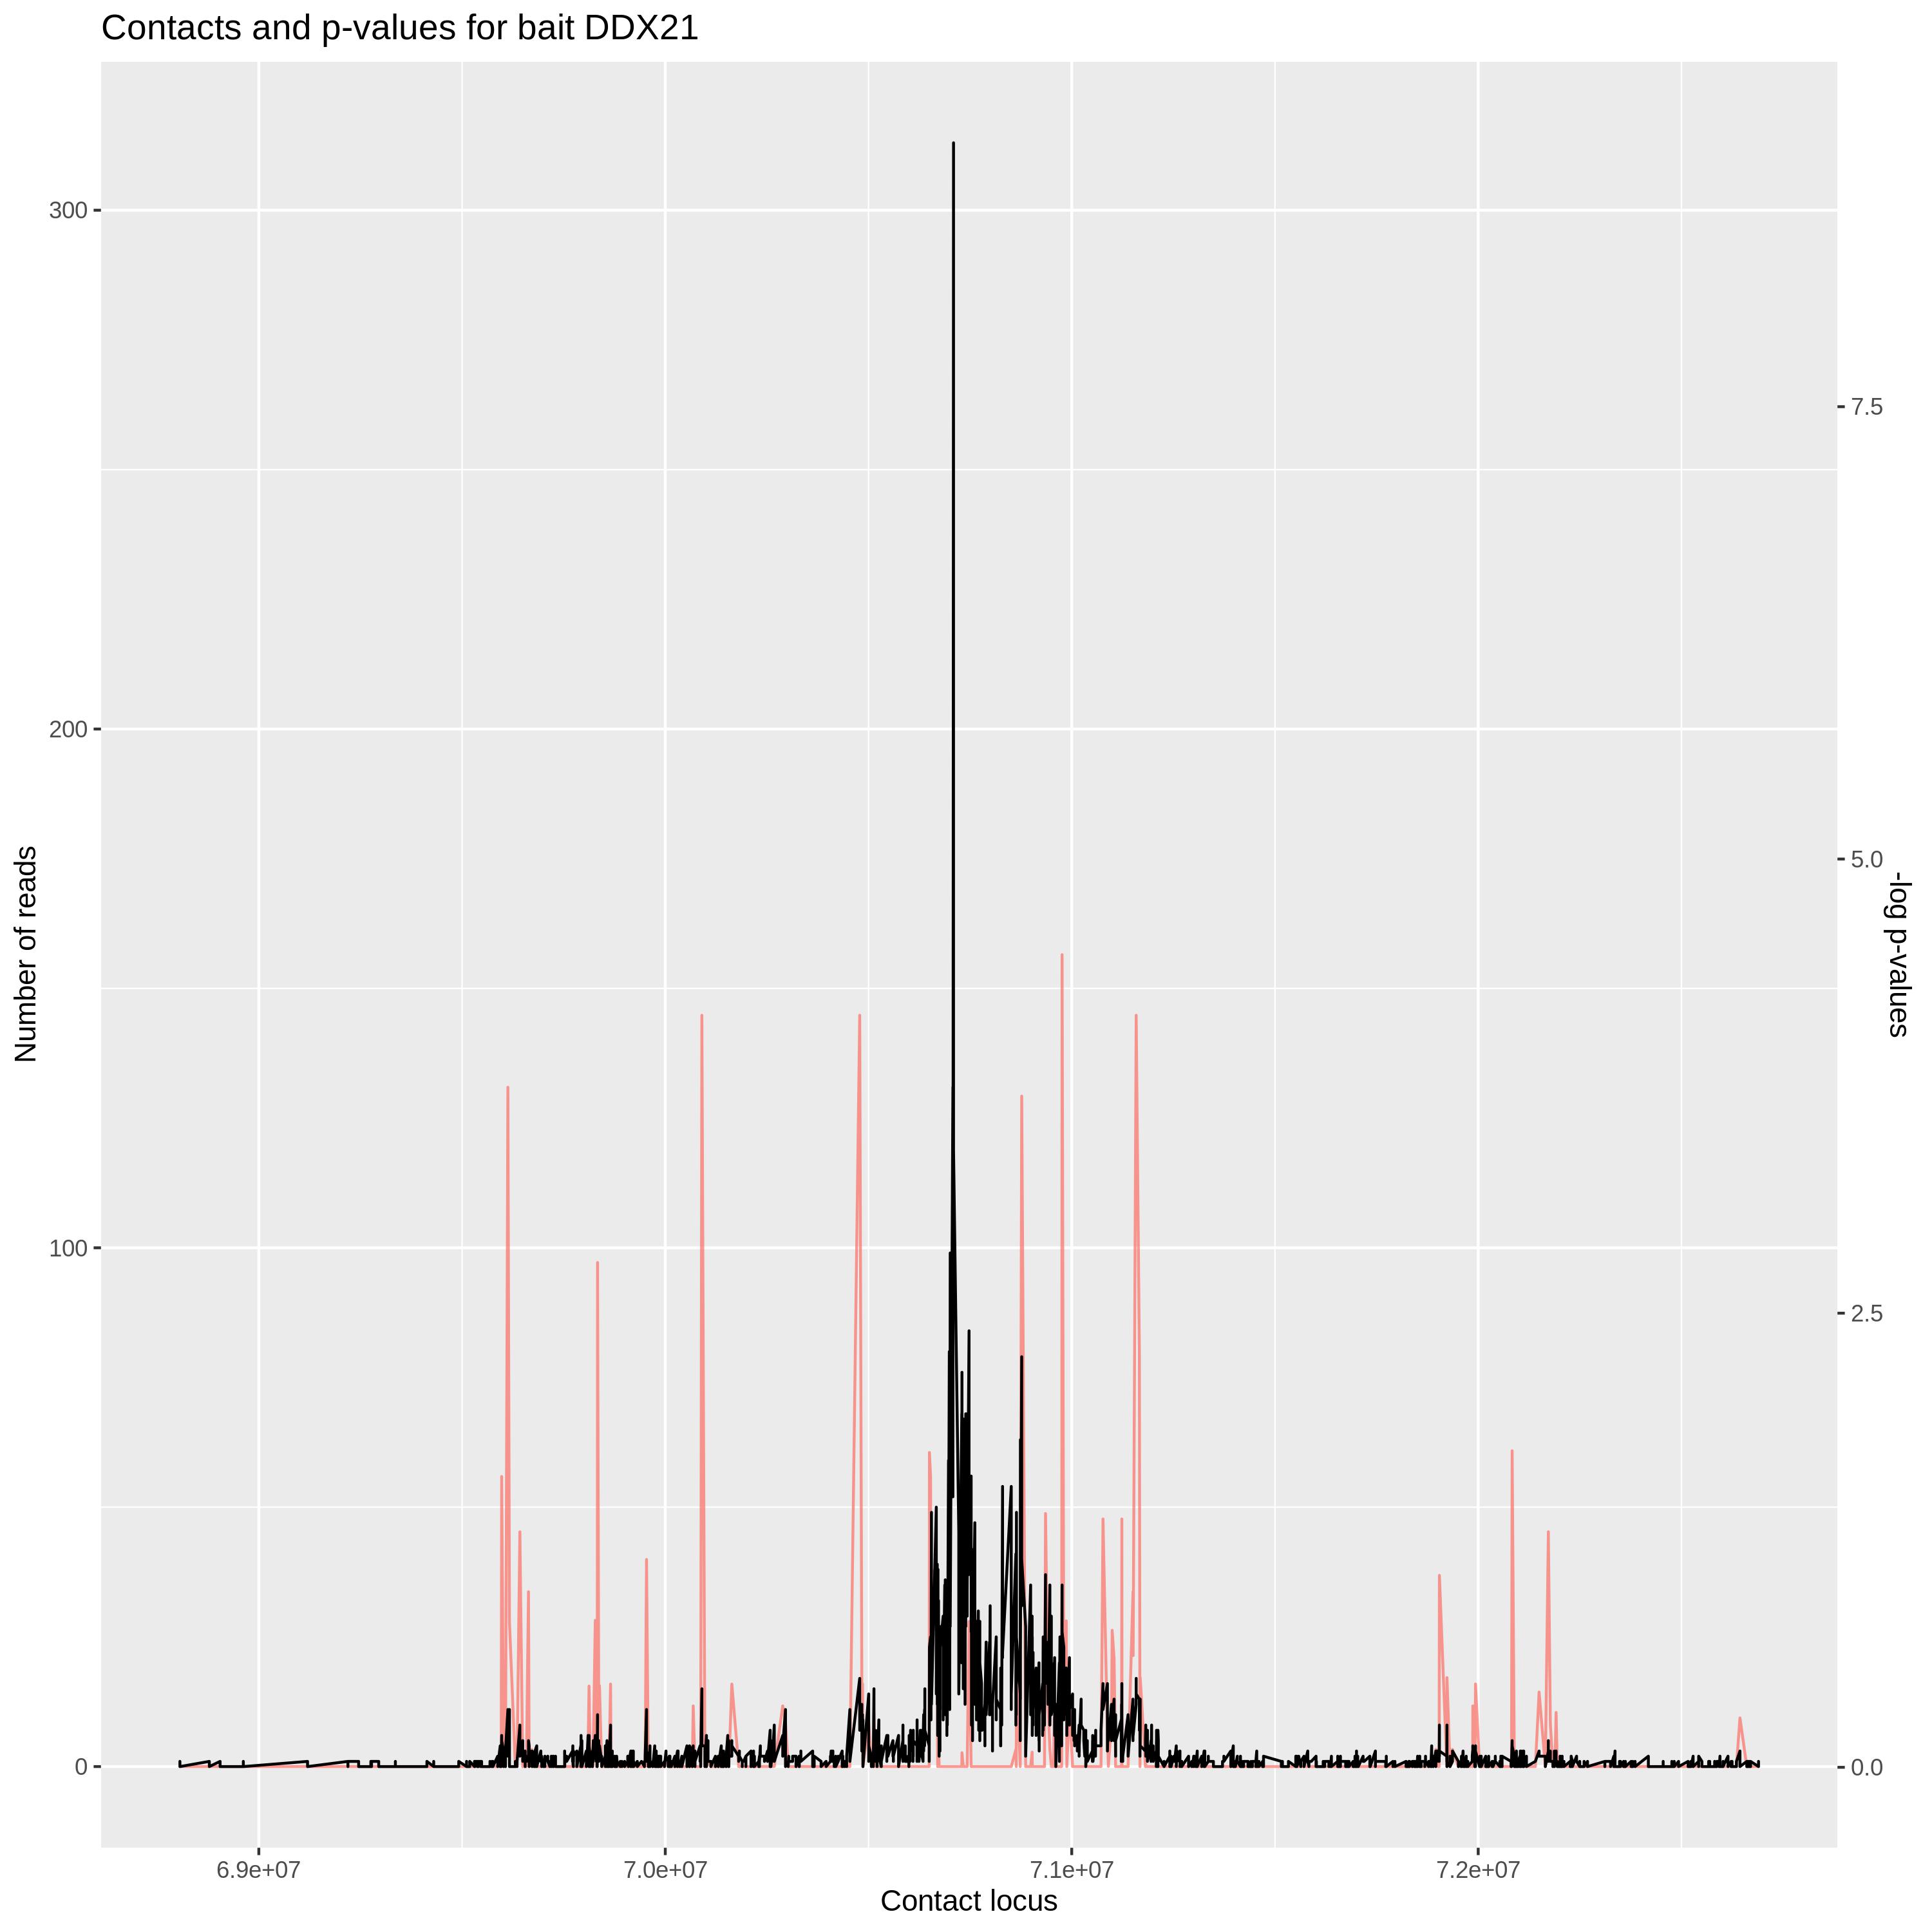 Contacts and p-values for bait DDX21
300
200
100
0
Number of reads
7.5
5.0
2.5
0.0
-log p-values
6.9e+07
7.0e+07
7.1e+07
7.2e+07
Contact locus